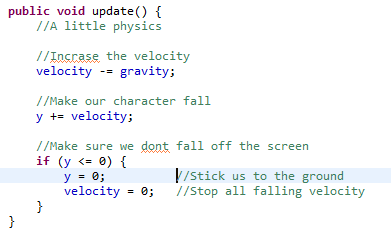 public void update() {
//A little physics
//Incrase the velocity
velocity -= gravity;
//Make our character fall
y += velocity;
//Make sure we dont fall off the screen
if (y <= 0) {
y = 0; //Stick us to the ground
velocity = 0; //Stop all falling velocity
}
}